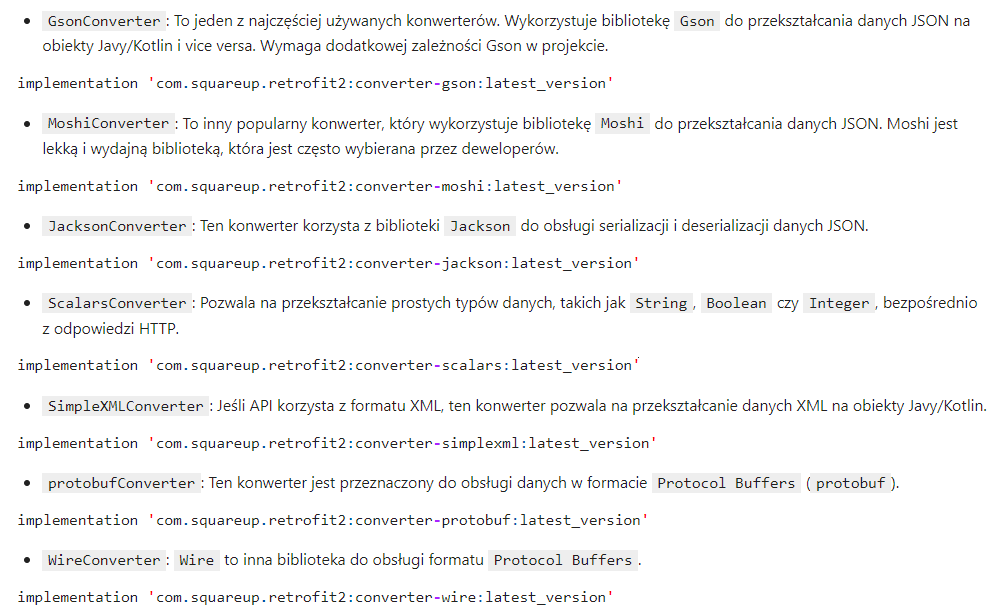 • GsonConverter: To jeden z najczęściej używanych konwerterów. Wykorzystuje bibliotekę Gson do przekształcania danych JSON na
obiekty Javy/Kotlin i vice versa. Wymaga dodatkowej zależności Gson w projekcie.
implementation 'com.squareup.retrofit2:converter-gson:latest_version'
• MoshiConverter: To inny popularny konwerter, który wykorzystuje bibliotekę Moshi do przekształcania danych JSON. Moshi jest
lekką i wydajną biblioteką, która jest często wybierana przez deweloperów.
implementation 'com.squareup.retrofit2:converter-moshi:latest_version'
• JacksonConverter: Ten konwerter korzysta z biblioteki Jackson do obsługi serializacji i deserializacji danych JSON.
implementation 'com.squareup.retrofit2:converter-jackson:latest_version'
• ScalarsConverter: Pozwala na przekształcanie prostych typów danych, takich jak String, Boolean czy Integer, bezpośrednio
z odpowiedzi HTTP.
implementation 'com.squareup.retrofit2:converter-scalars:latest_version'
• SimpleXMLConverter: Jeśli API korzysta z formatu XML, ten konwerter pozwala na przekształcanie danych XML na obiekty Javy/Kotlin.
implementation 'com.squareup.retrofit2:converter-simplexml:latest_version'
• protobufConverter: Ten konwerter jest przeznaczony do obsługi danych w formacie Protocol Buffers (protobuf).
implementation 'com.squareup.retrofit2:converter-protobuf:latest_version'
• WireConverter: Wire to inna biblioteka do obsługi formatu Protocol Buffers.
implementation 'com.squareup.retrofit2:converter-wire:latest_version'